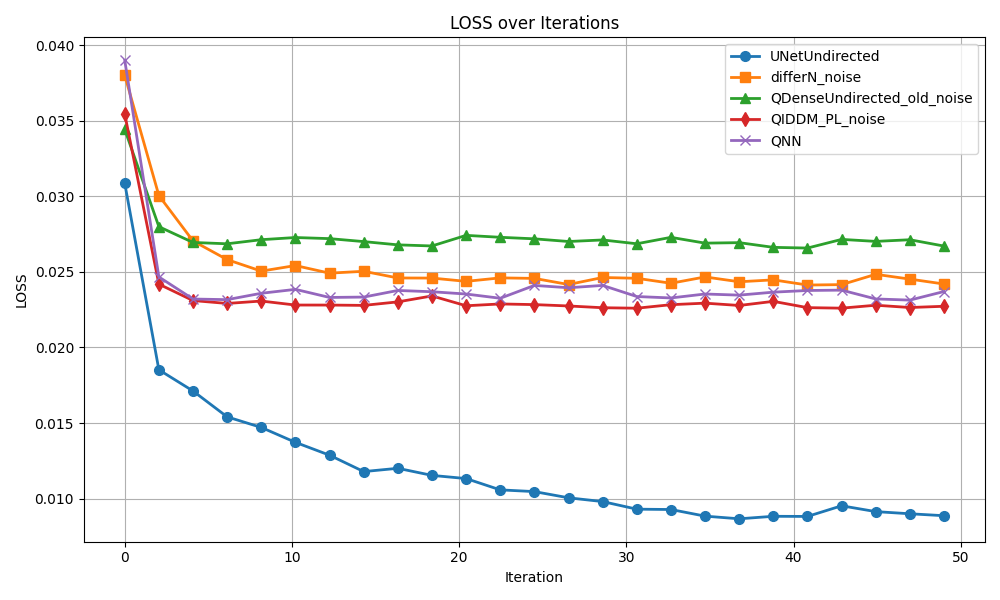 LOSS over Iterations
UNetUndirected
differN_noise
QDenseUndirected_old_noise
QIDDM_PL_noise
QNN
LOSS
0.040
0.035
0.030
0.025
0.020
0.015
0.010
0 10 20 30 40 50
Iteration